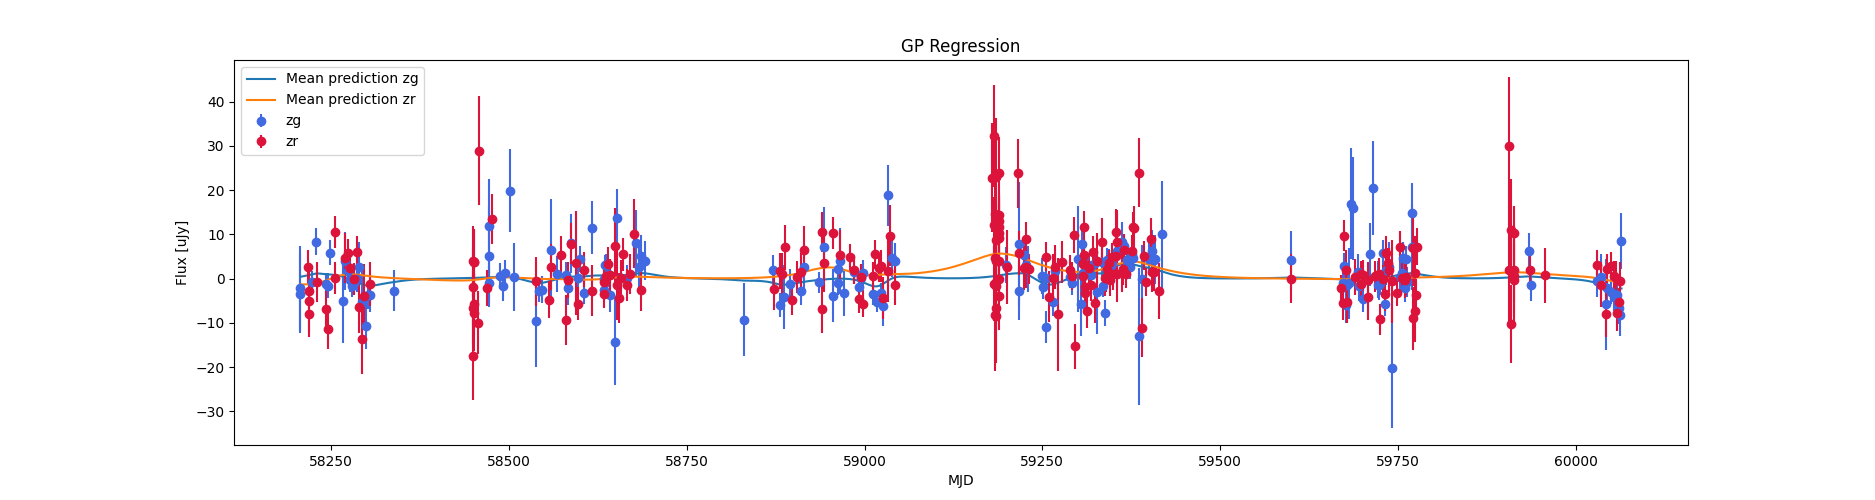 GP Regression
Mean prediction zg
Mean prediction zr
zg
zr
Flux [uJy]
40
30
20
10
0
−10
−20
−30
58250 58500 58750 59000 59250 59500 59750 60000
MJD